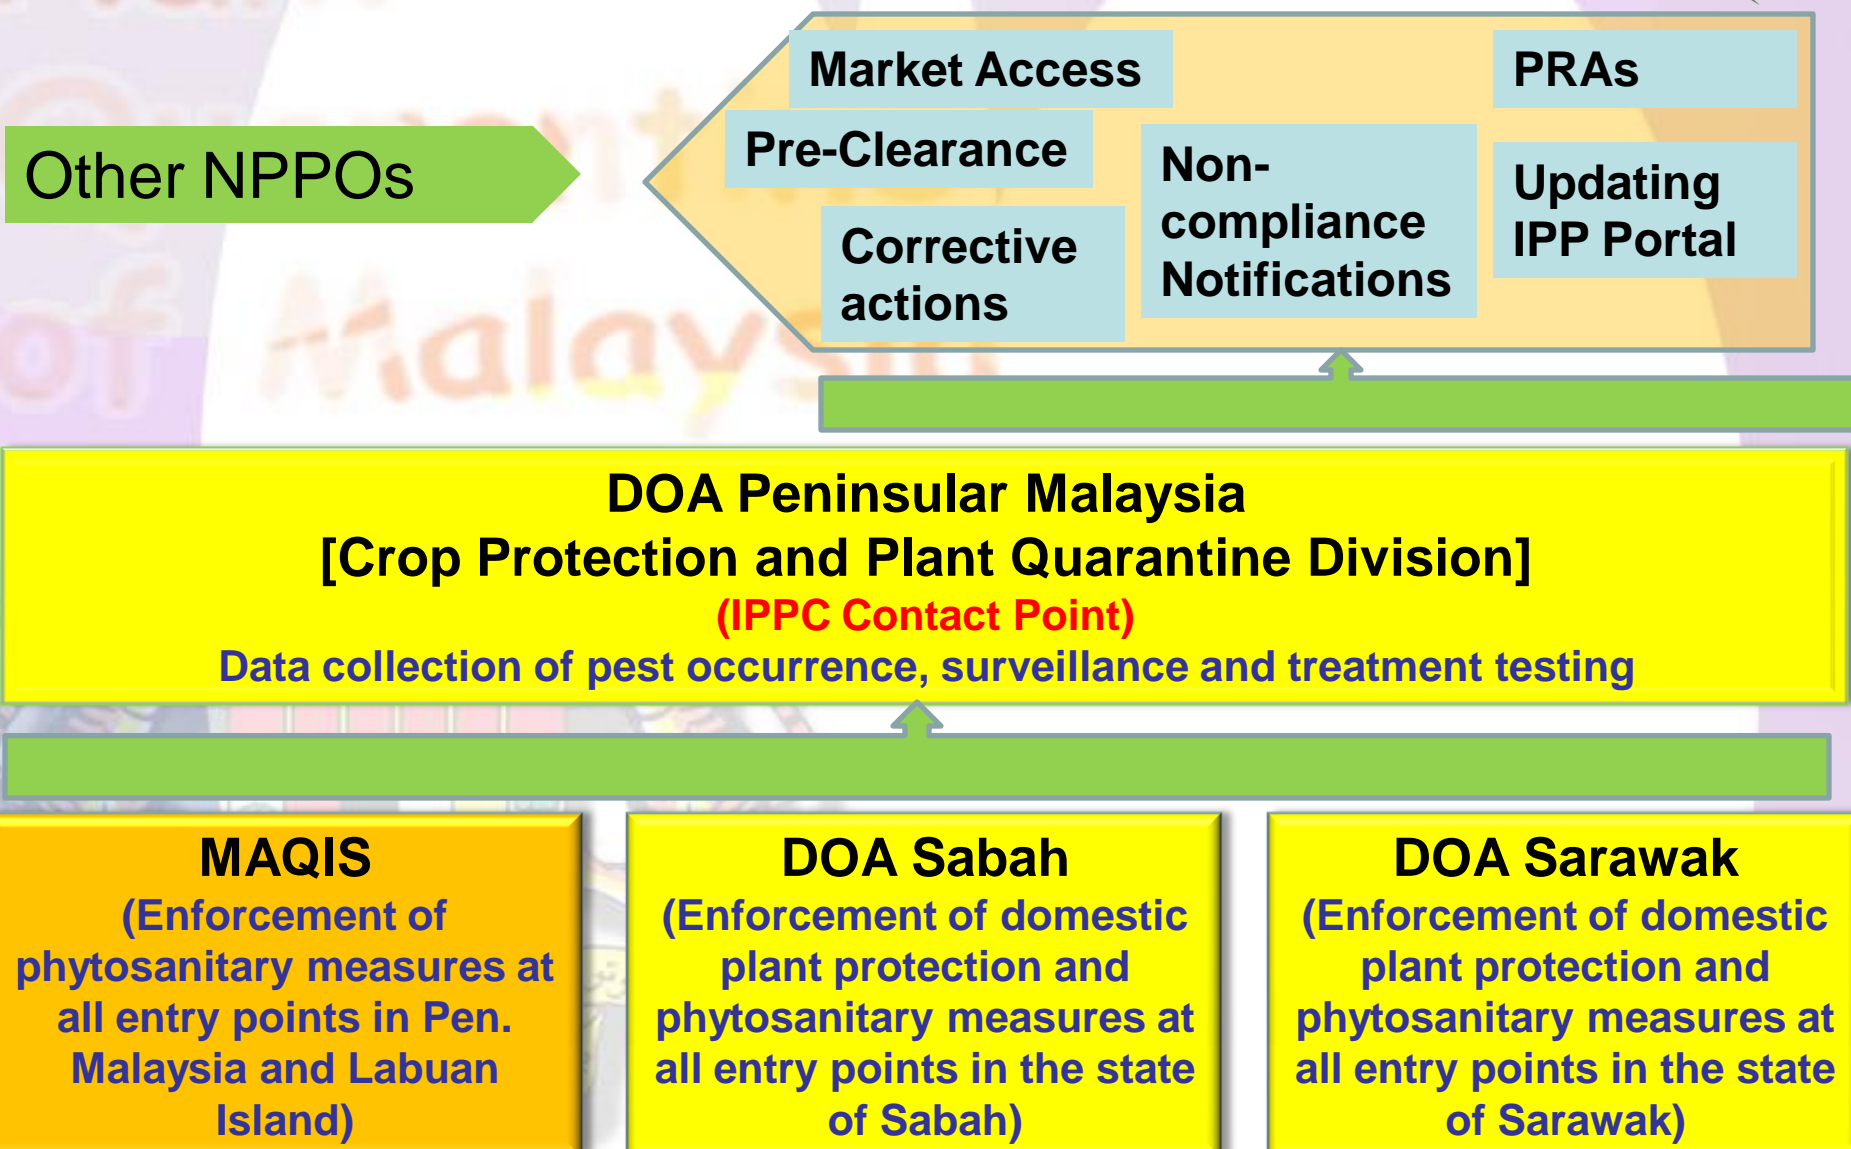 Quarantine
of Malaysia
Other NPPOs
Market Access
PRAs
Pre-Clearance
Non-
compliance
Notifications
Updating
IPP Portal
Corrective
actions
DOA Peninsular Malaysia
[Crop Protection and Plant Quarantine Division]
(IPPC Contact Point)
Data collection of pest occurrence, surveillance and treatment testing
MAQIS
(Enforcement of
phytosanitary measures at
all entry points in Pen.
Malaysia and Labuan
Island)
DOA Sabah
(Enforcement of domestic
plant protection and
phytosanitary measures at
all entry points in the state
of Sabah)
DOA Sarawak
(Enforcement of domestic
plant protection and
phytosanitary measures at
all entry points in the state
of Sarawak)